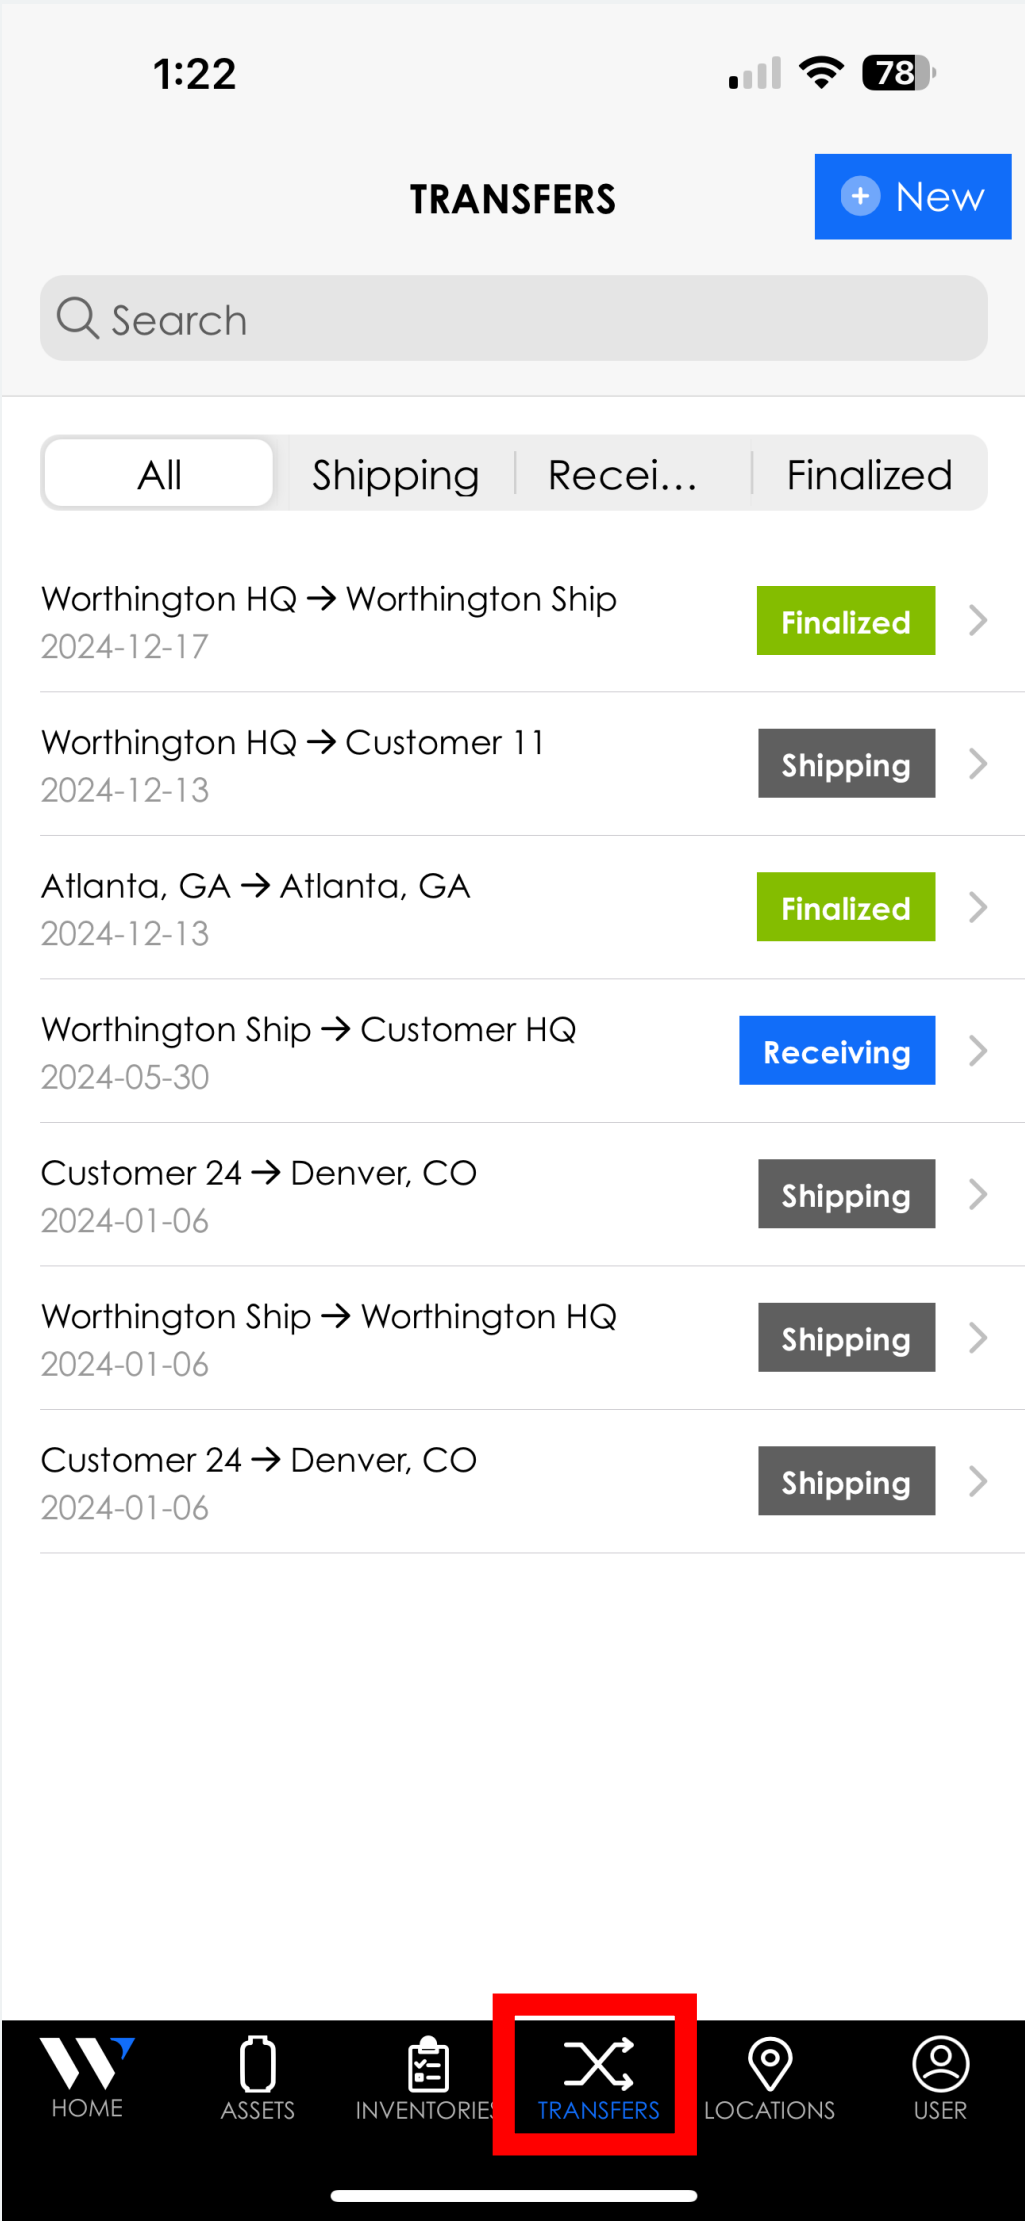 1:22
78
TRANSFERS
+ New
Search
All Shipping Recei... Finalized
Worthington HQ → Worthington Ship
2024-12-17
Finalized
Worthington HQ → Customer 11
2024-12-13
Shipping
Atlanta, GA → Atlanta, GA
2024-12-13
Finalized
Worthington Ship → Customer HQ
2024-05-30
Receiving
Customer 24 → Denver, CO
2024-01-06
Shipping
Worthington Ship → Worthington HQ
2024-01-06
Shipping
Customer 24 → Denver, CO
2024-01-06
Shipping
HOME ASSETS INVENTORIES TRANSFERS LOCATIONS USER